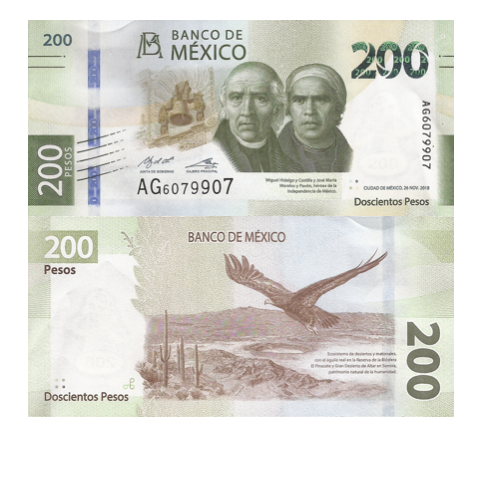 200
BANCO DE
MÉXICO
200
200
PESOS
AG6079907
JUNTA DE GOBIERNO
CAJERO PRINCIPAL
AG6079907
Miguel Hidalgo y Costilla y José María
Morelos y Pavón, héroes de la
Independencia de México.
CIUDAD DE MÉXICO, 26 NOV. 2018
Doscientos Pesos
200
Pesos
BANCO DE MÉXICO
200
Ecosistema de desiertos y matorrales,
con el águila real en la Reserva de la Biósfera
El Pinacate y Gran Desierto de Altar en Sonora,
patrimonio natural de la humanidad.
Doscientos Pesos